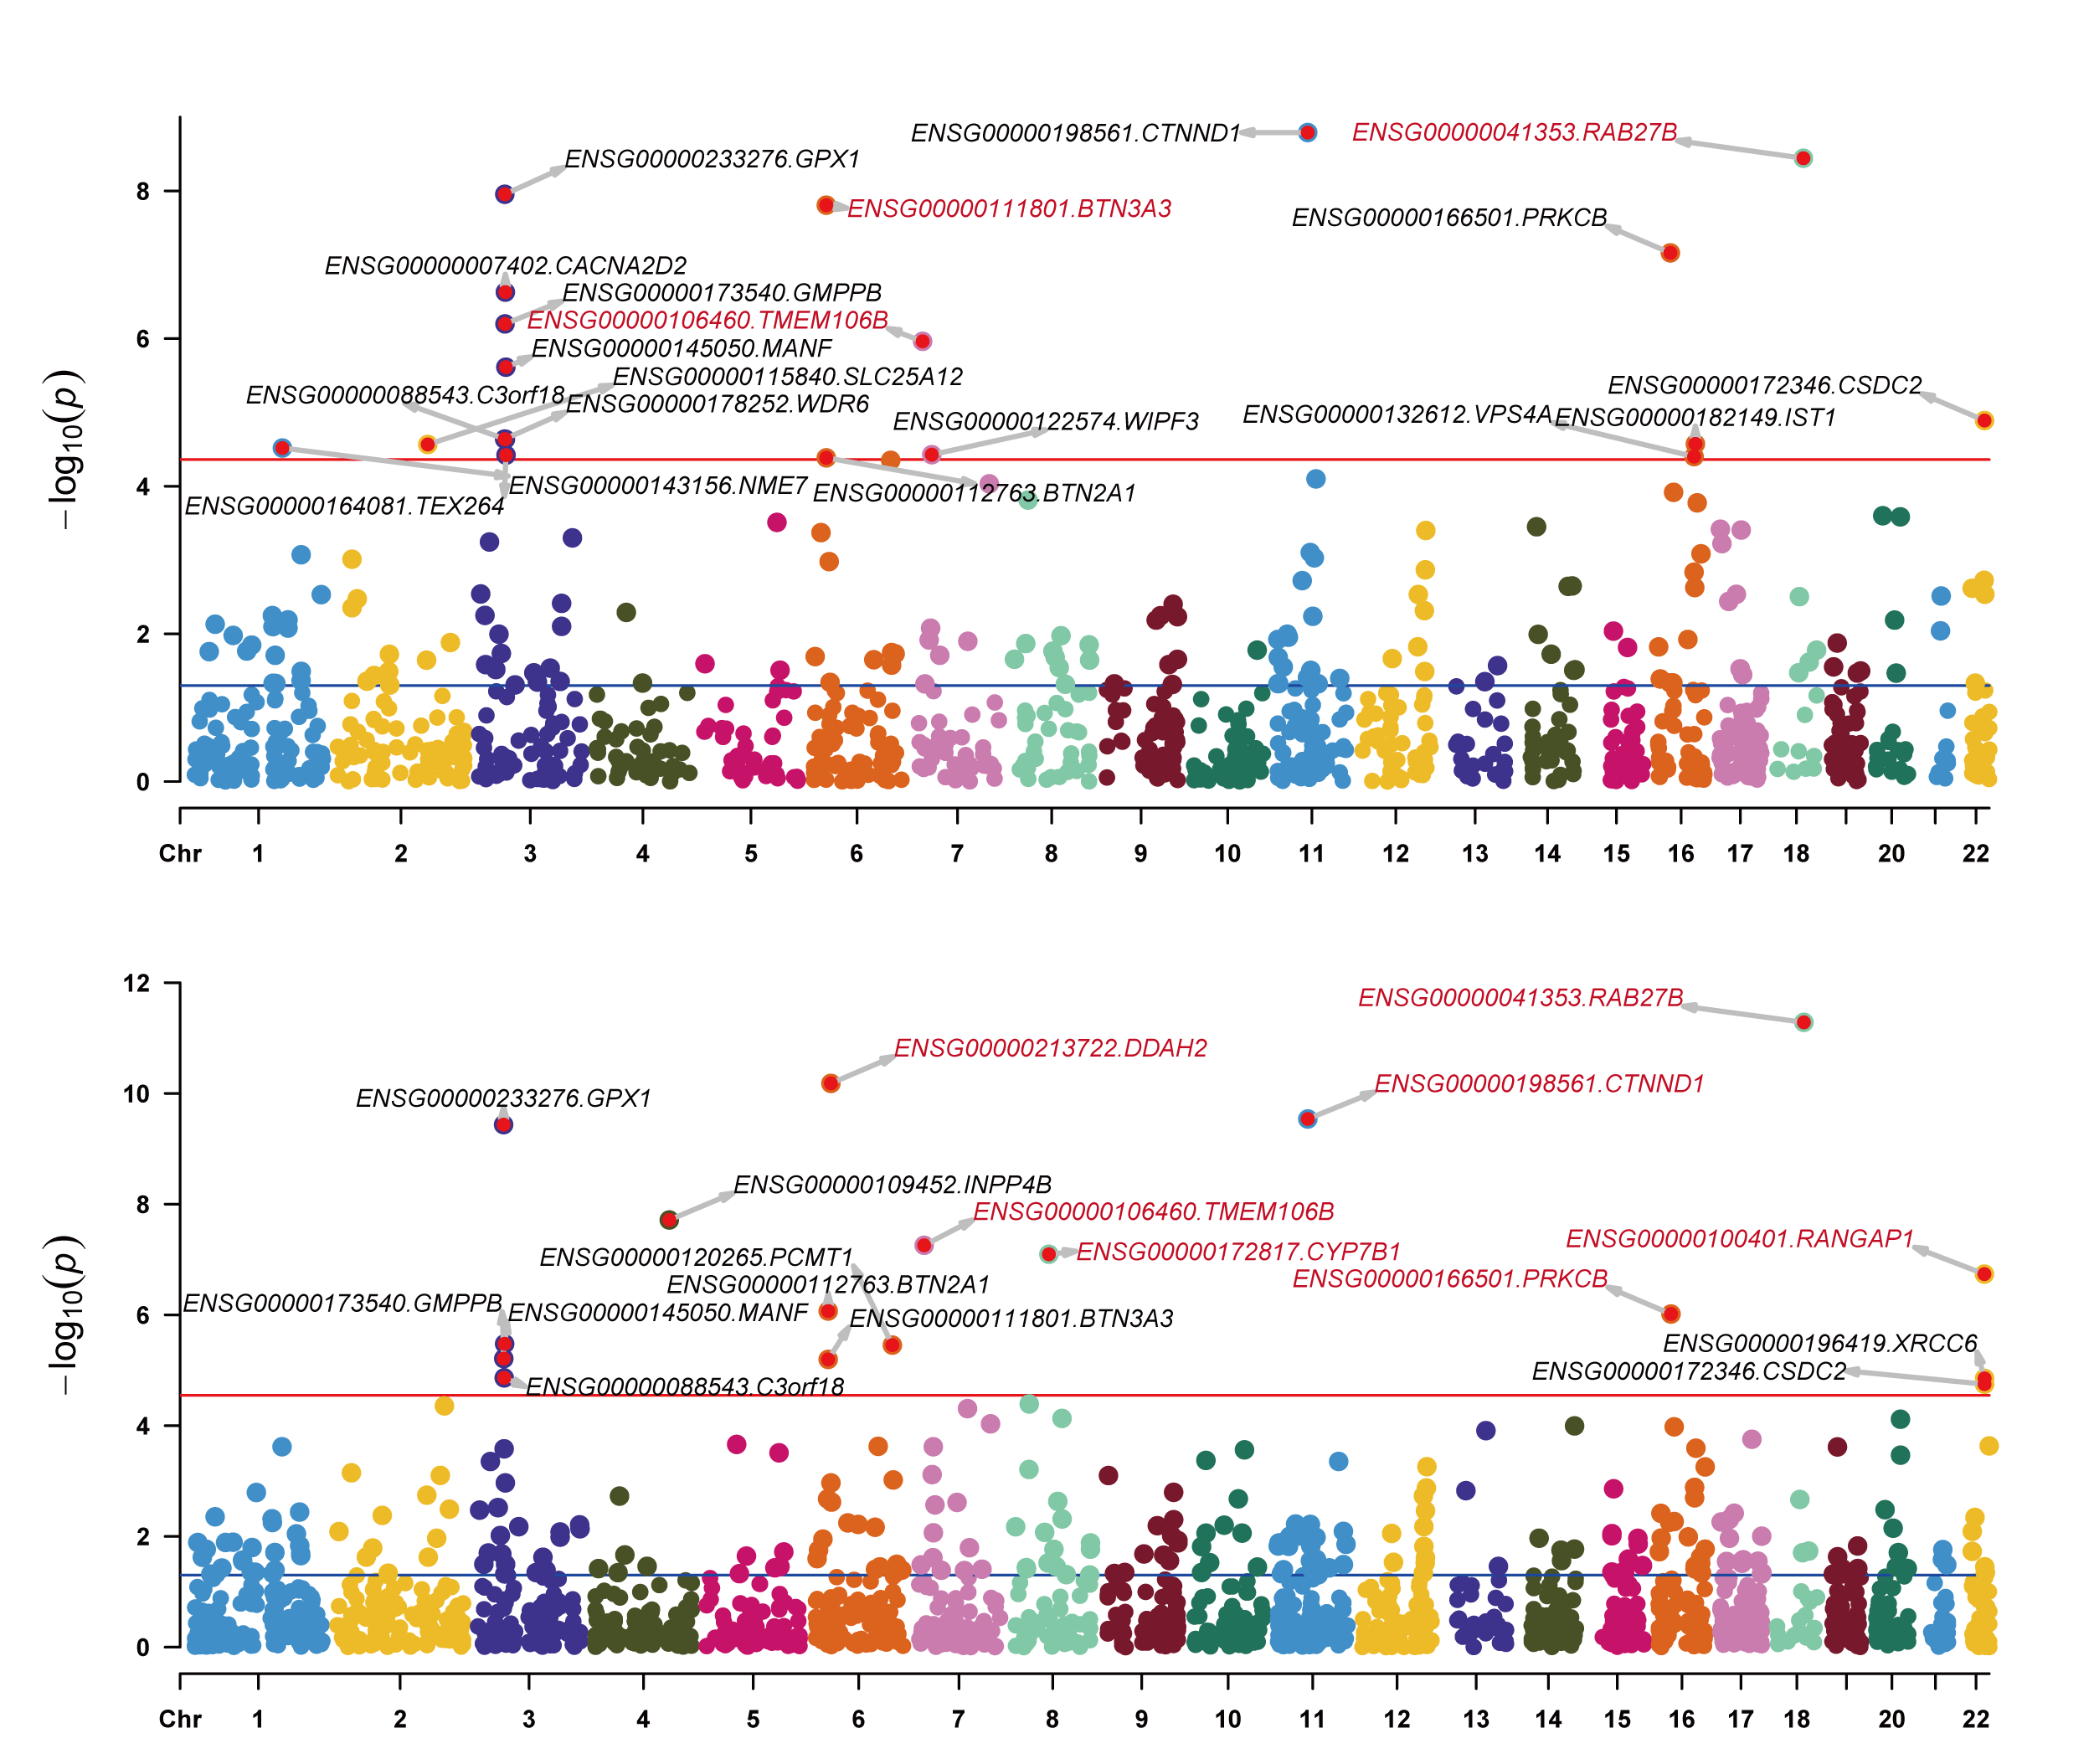 ENSG00000198561.CTNND1
ENSG00000041353.RAB27B
ENSG00000233276.GPX1
ENSG00000111801.BTN3A3
ENSG00000166501.PRKCB
ENSG00000007402.CACNA2D2
ENSG00000173540.GMPPB
ENSG00000106460.TMEM106B
ENSG00000145050.MANF
ENSG00000115840.SLC25A12
ENSG00000088543.C3orf18
ENSG00000178252.WDR6
ENSG00000172346.CSDC2
ENSG00000132612.VPS4A
ENSG00000182149.IST1
ENSG00000122574.WIPF3
ENSG00000143156.NME7
ENSG00000112763.BTN2A1
ENSG00000164081.TEX264
8
6
4
2
0
−log10(p)
Chr 1 2 3 4 5 6 7 8 9 10 11 12 13 14 15 16 17 18 20 22
ENSG00000041353.RAB27B
ENSG00000213722.DDAH2
ENSG00000198561.CTNND1
ENSG00000233276.GPX1
ENSG00000109452.INPP4B
ENSG00000106460.TMEM106B
ENSG00000100401.RANGAP1
ENSG00000172817.CYP7B1
ENSG00000120265.PCMT1
ENSG00000166501.PRKCB
ENSG00000112763.BTN2A1
ENSG00000173540.GMPPB
ENSG00000145050.MANF
ENSG00000111801.BTN3A3
ENSG00000196419.XRCC6
ENSG00000172346.CSDC2
ENSG00000088543.C3orf18
12
10
8
6
4
2
0
−log10(p)
Chr 1 2 3 4 5 6 7 8 9 10 11 12 13 14 15 16 17 18 20 22